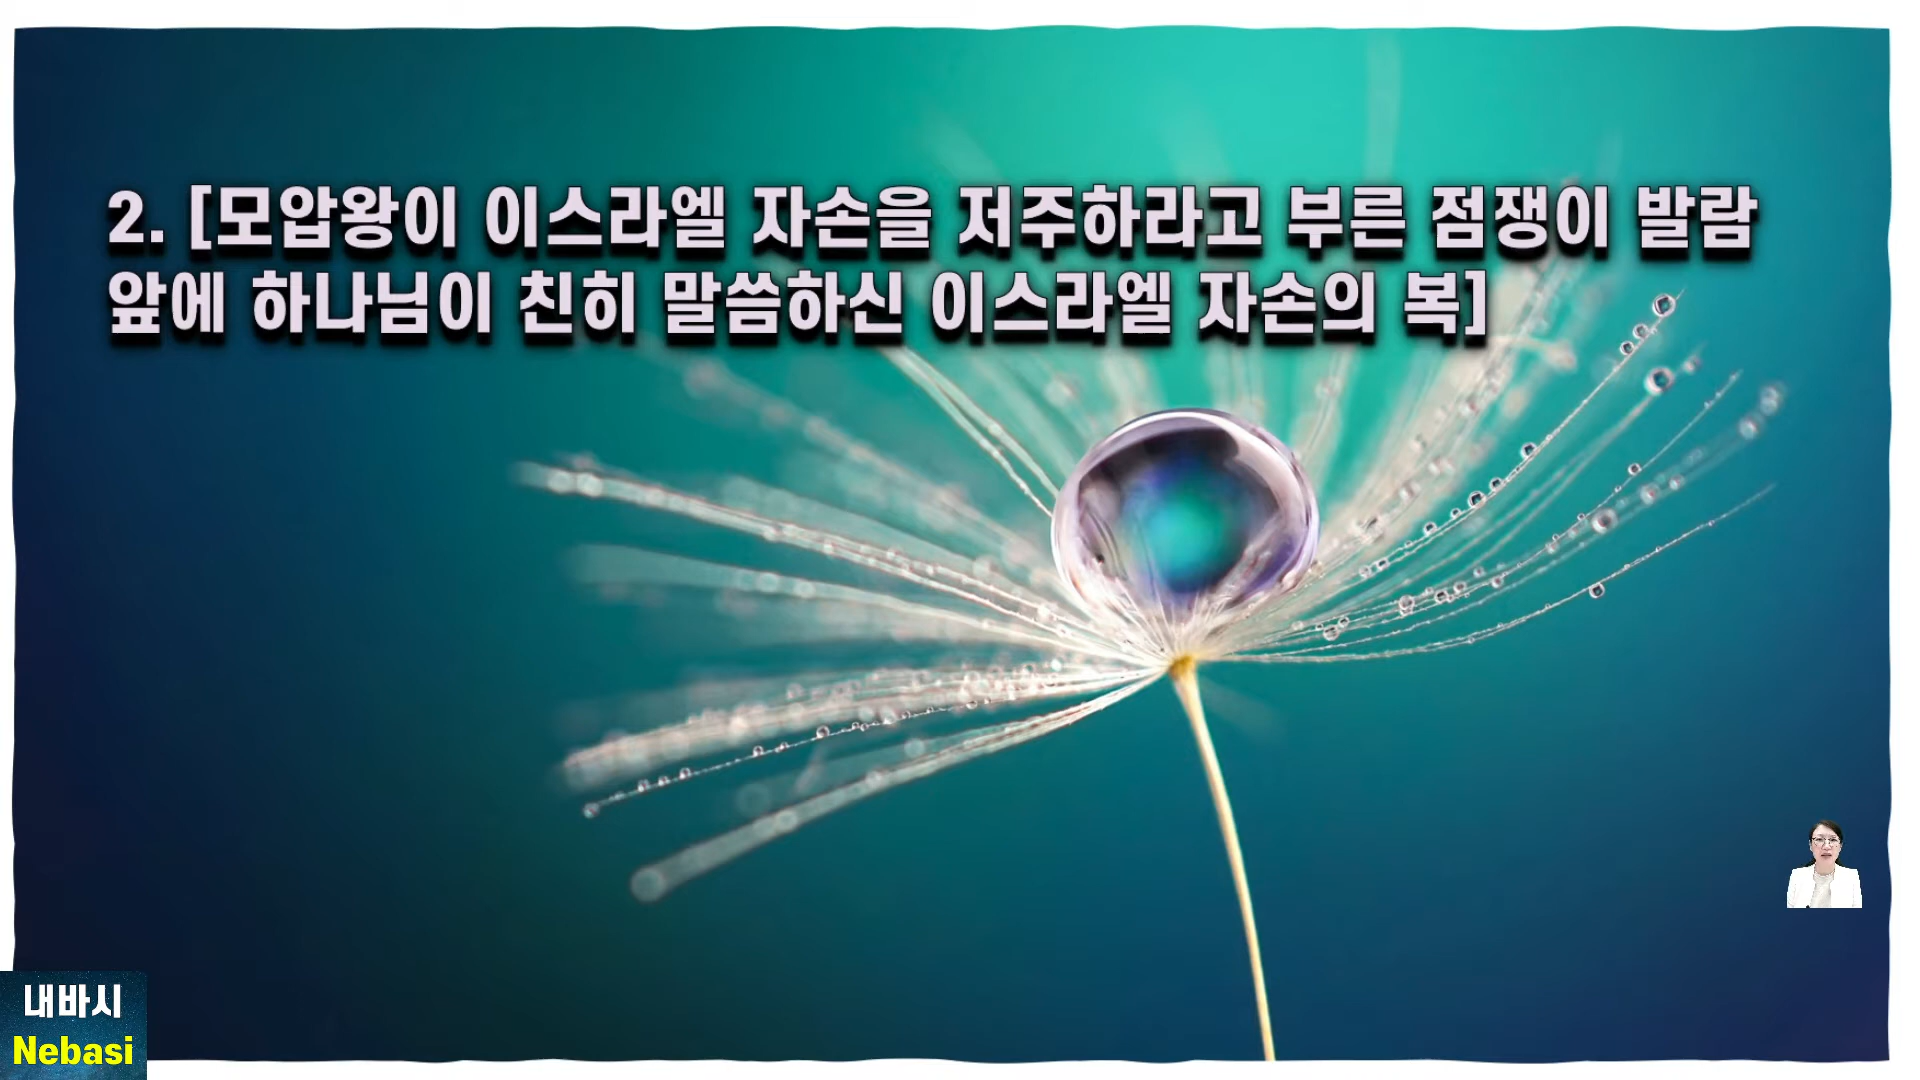 2. [모압왕이 이스라엘 자손을 저주하라고 부른 점쟁이 발람
앞에 하나님이 친히 말씀하신 이스라엘 자손의 복]
내바시
Nebasi